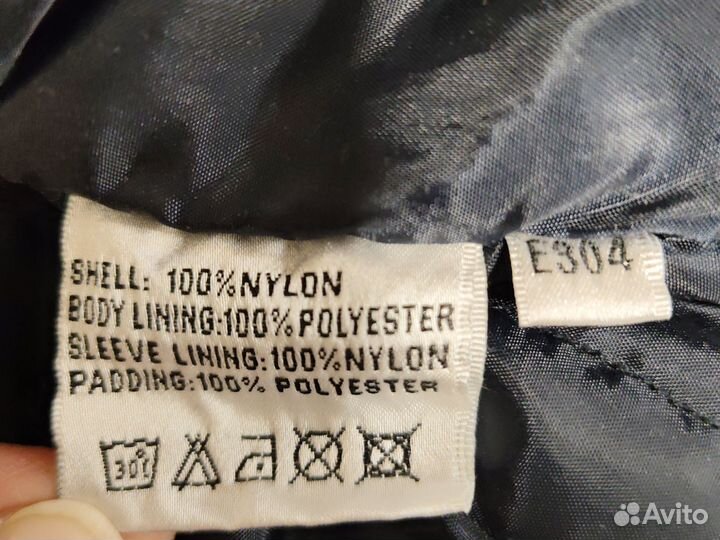 SHELL: 100%NYLON
BODY LINING:100%POLYESTER
SLEEVE LINING:100%NYLON
PADDING:100% POLYESTER
30°
E304
Avito